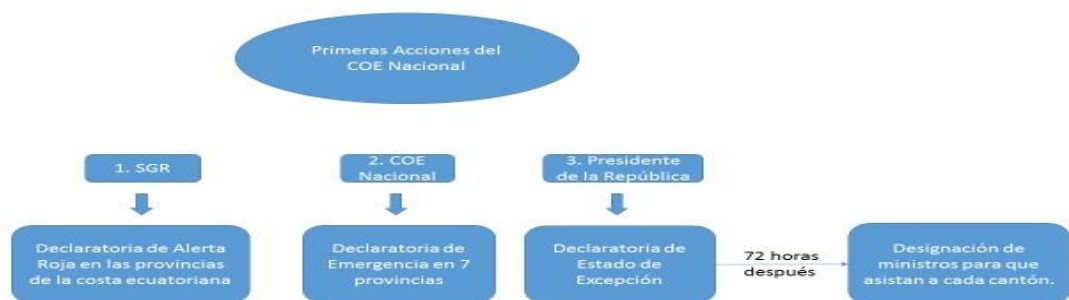 Primeras Acciones del
COE Nacional
1. SGR
Declaratoria de Alerta
Roja en las provincias
de la costa ecuatoriana
2. COE
Nacional
Declaratoria de
Emergencia en 7
provincias
3. Presidente
de la República
Declaratoria de
Estado de
Excepción
72 horas
después
Designación de
ministros para que
asistan a cada cantón.